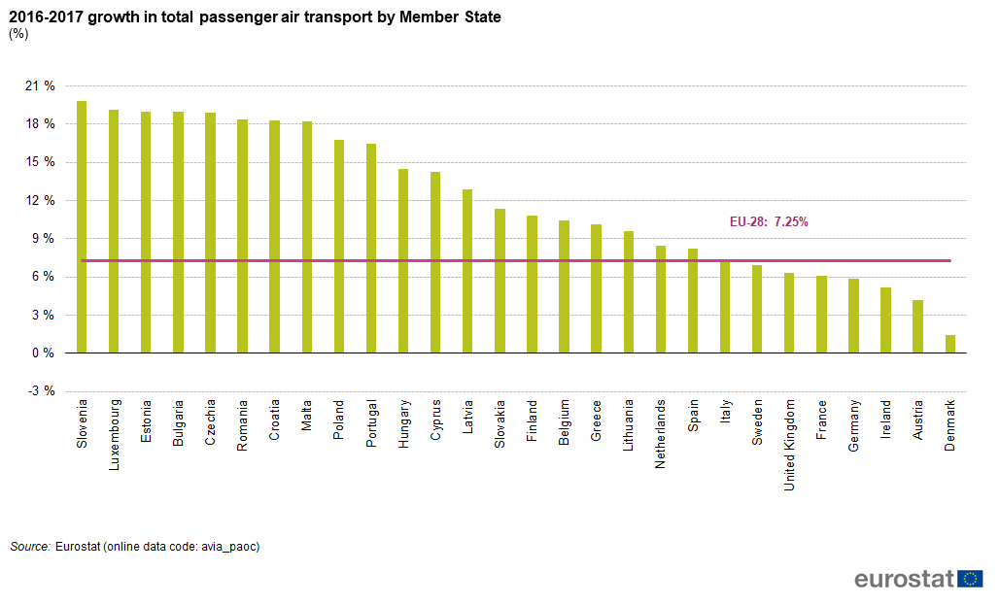 2016-2017 growth in total passenger air transport by Member State
(%)
21 %
18 %
15 %
12 %
EU-28: 7.25%
9 %
6 %
3 %
0 %
-3 %
Slovenia
Luxembourg
Estonia
Bulgaria
Czechia
Romania
Croatia
Malta
Poland
Portugal
Hungary
Cyprus
Latvia
Slovakia
Finland
Belgium
Greece
Lithuania
Netherlands
Spain
Italy
Sweden
United Kingdom
France
Germany
Ireland
Austria
Denmark
Source: Eurostat (online data code: avia_paoc)
eurostat